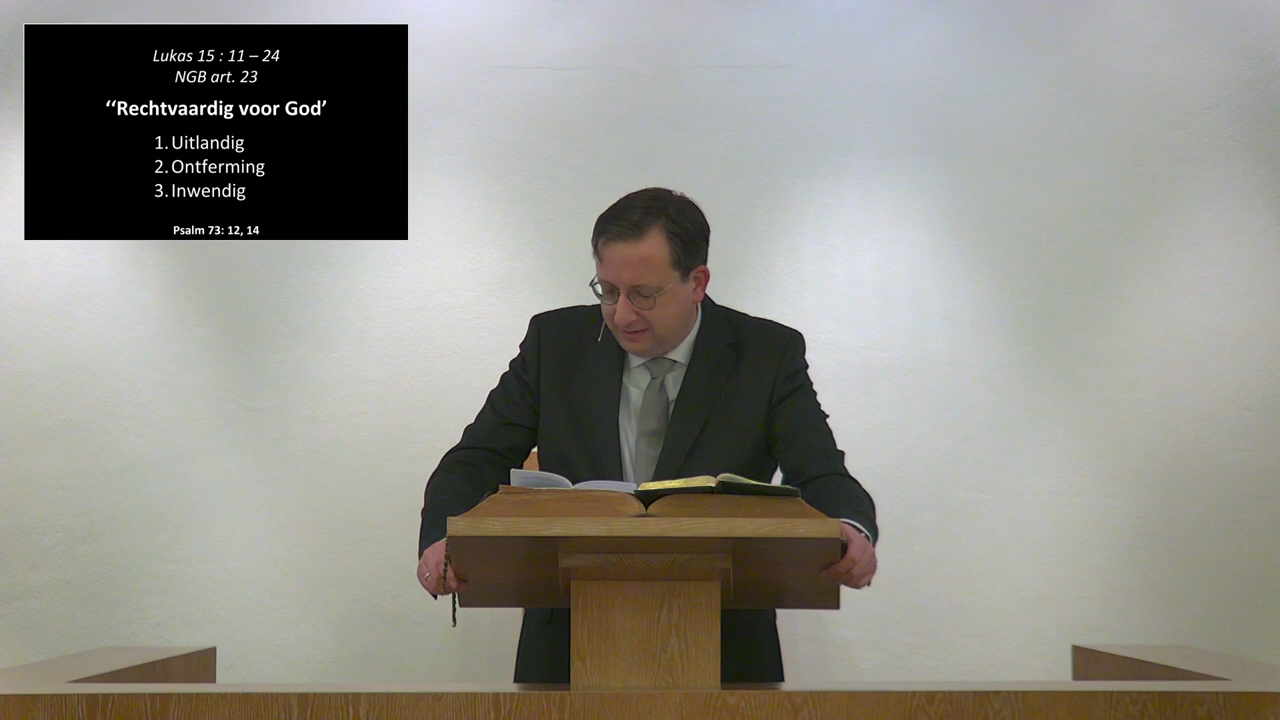 Lukas 15 : 11 – 24
NGB art. 23
‘‘Rechtvaardig voor God’
1. Uitlandig
2. Ontferming
3. Inwendig
Psalm 73: 12, 14